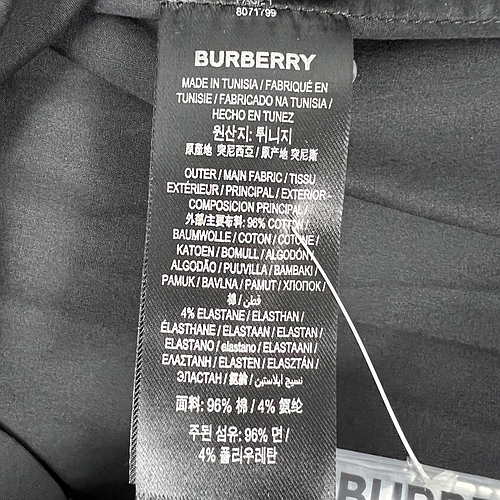 8071799
BURBERRY
MADE IN TUNISIA / FABRIQUÉ EN
TUNISIE / FABRICADO NA TUNISIA /
HECHO EN TUNEZ
원산지: 튀니지
原產地 突尼西亞 / 原产地 突尼斯
OUTER / MAIN FABRIC / TISSU
EXTÉRIEUR / PRINCIPAL / EXTERIOR -
COMPOSICION PRINCIPAL /
外部/主要布料: 96% COTTON /
BAUMWOLLE / COTON / COTONE /
KATOEN / BOMULL / ALGODÓN /
ALGODÃO / PUUVILLA / BAMBAKI /
PAMUK / BAVLNA / PAMUT / ХЛОПОК /
棉 / قطن /
4% ELASTANE / ELASTHAN /
ÉLASTHANE / ELASTAAN / ELASTAN /
ELASTANO / elastano / ELASTAANI /
ΕΛΑΣΤΑΝΗ / ELASTEN / ELASZTÁN /
ЭЛАСТАН / 氨綸 / نسيج ايلاستين
面料: 96% 棉 / 4% 氨纶
주된 섬유: 96% 면 /
4% 폴리우레탄